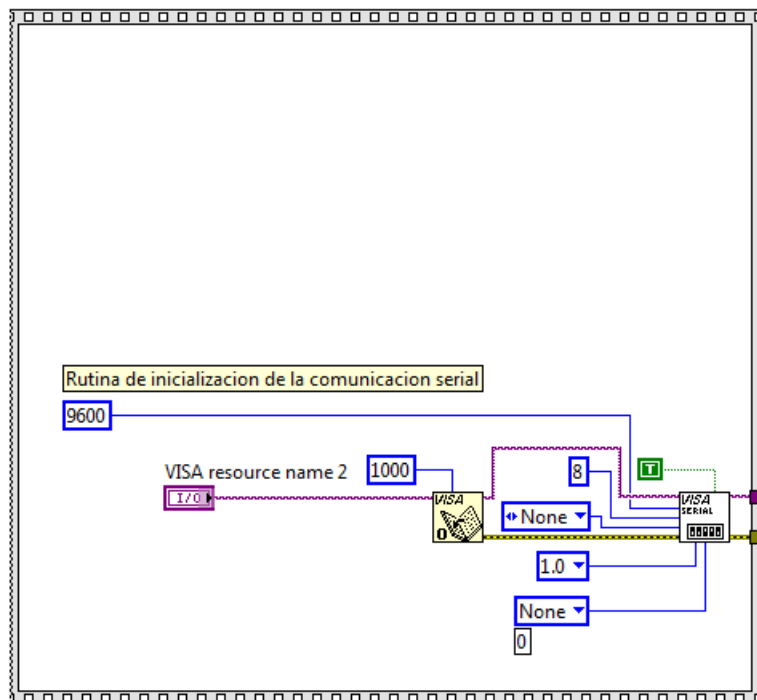 Rutina de inicializacion de la comunicacion serial
9600
VISA resource name 2
1000
I/O
VISA
8
T
VISA
SERIAL
None
1.0
None
0